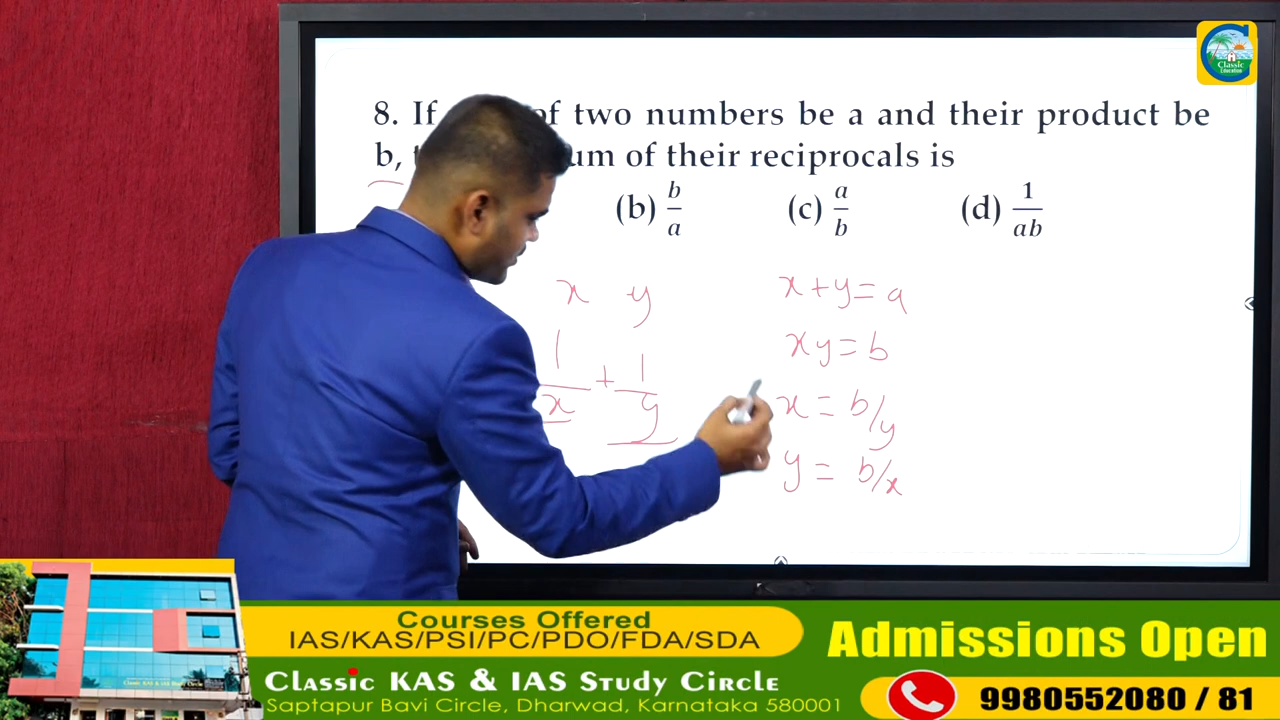 Classic
Education
8. If of two numbers be a and their product be
b, um of their reciprocals is
(b) b/a (c) a/b (d) 1/ab
x y
x+y=a
1/x + 1/y
xy=b
x = b/y
y = b/x
Courses Offered
IAS/KAS/PSI/PC/PDO/FDA/SDA
Classic KAS & IAS Study Circle
Saptapur Bavi Circle, Dharwad, Karnataka 580001
Admissions Open
9980552080 / 81